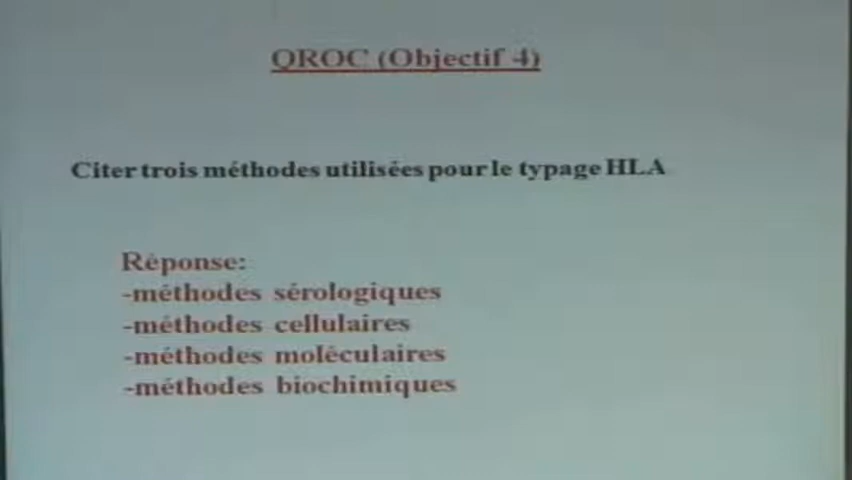 QROC (Objectif 4)
Citer trois méthodes utilisées pour le typage HLA
Réponse:
-méthodes sérologiques
-méthodes cellulaires
-méthodes moléculaires
-méthodes biochimiques